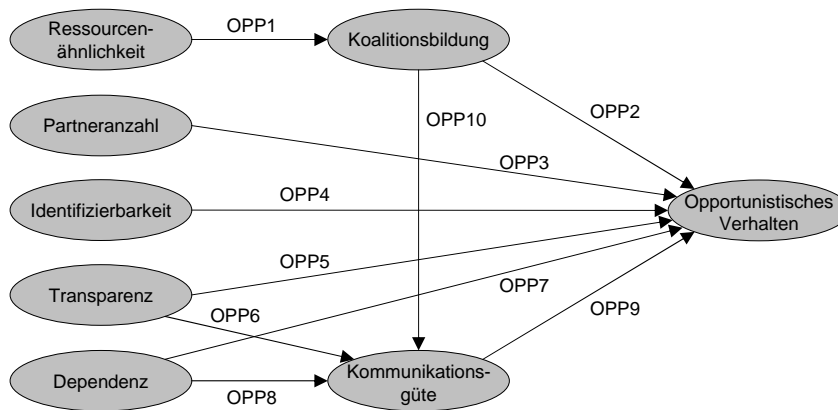 Ressourcen-
ähnlichkeit
OPP1
Koalitionsbildung
OPP2
OPP10
Partneranzahl
OPP3
Identifizierbarkeit
OPP4
Opportunistisches
Verhalten
OPP5
OPP7
Transparenz
OPP6
OPP9
Dependenz
OPP8
Kommunikations-
güte